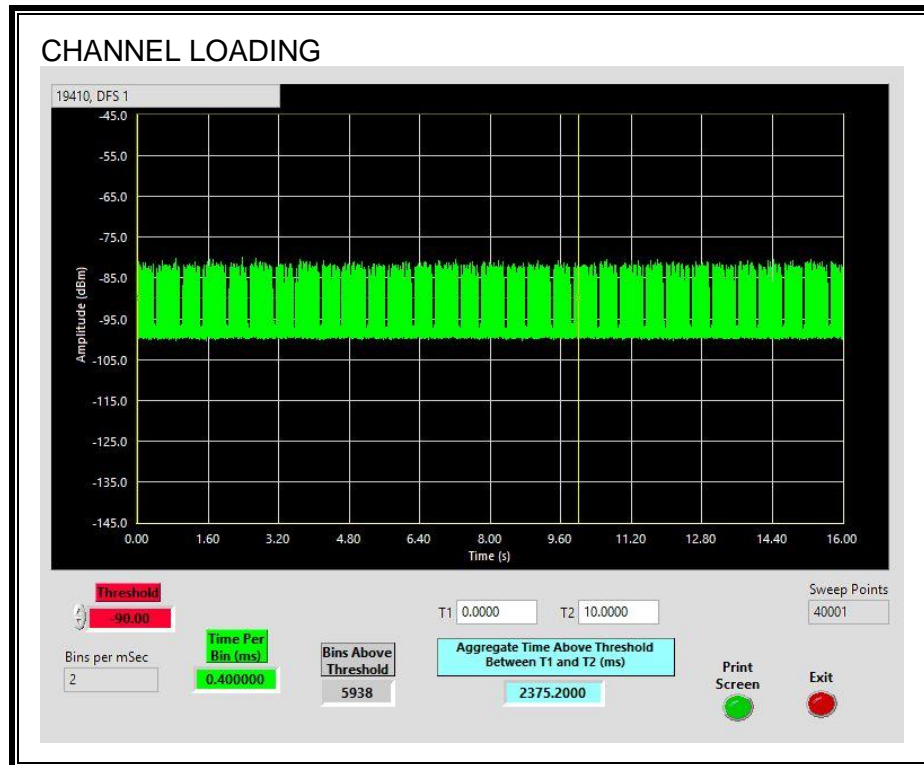 CHANNEL LOADING
19410, DFS 1
-45.0
-55.0
-65.0
-75.0
-85.0
-95.0
-105.0
-115.0
-125.0
-135.0
-145.0
Amplitude (dBm)
0.00 1.60 3.20 4.80 6.40 8.00 9.60 11.20 12.80 14.40 16.00
Time (s)
Threshold
-90.00
Bins per mSec
2
Time Per
Bin (ms)
0.400000
Bins Above
Threshold
5938
T1 0.0000 T2 10.0000
Aggregate Time Above Threshold
Between T1 and T2 (ms)
2375.2000
Sweep Points
40001
Print
Screen
Exit